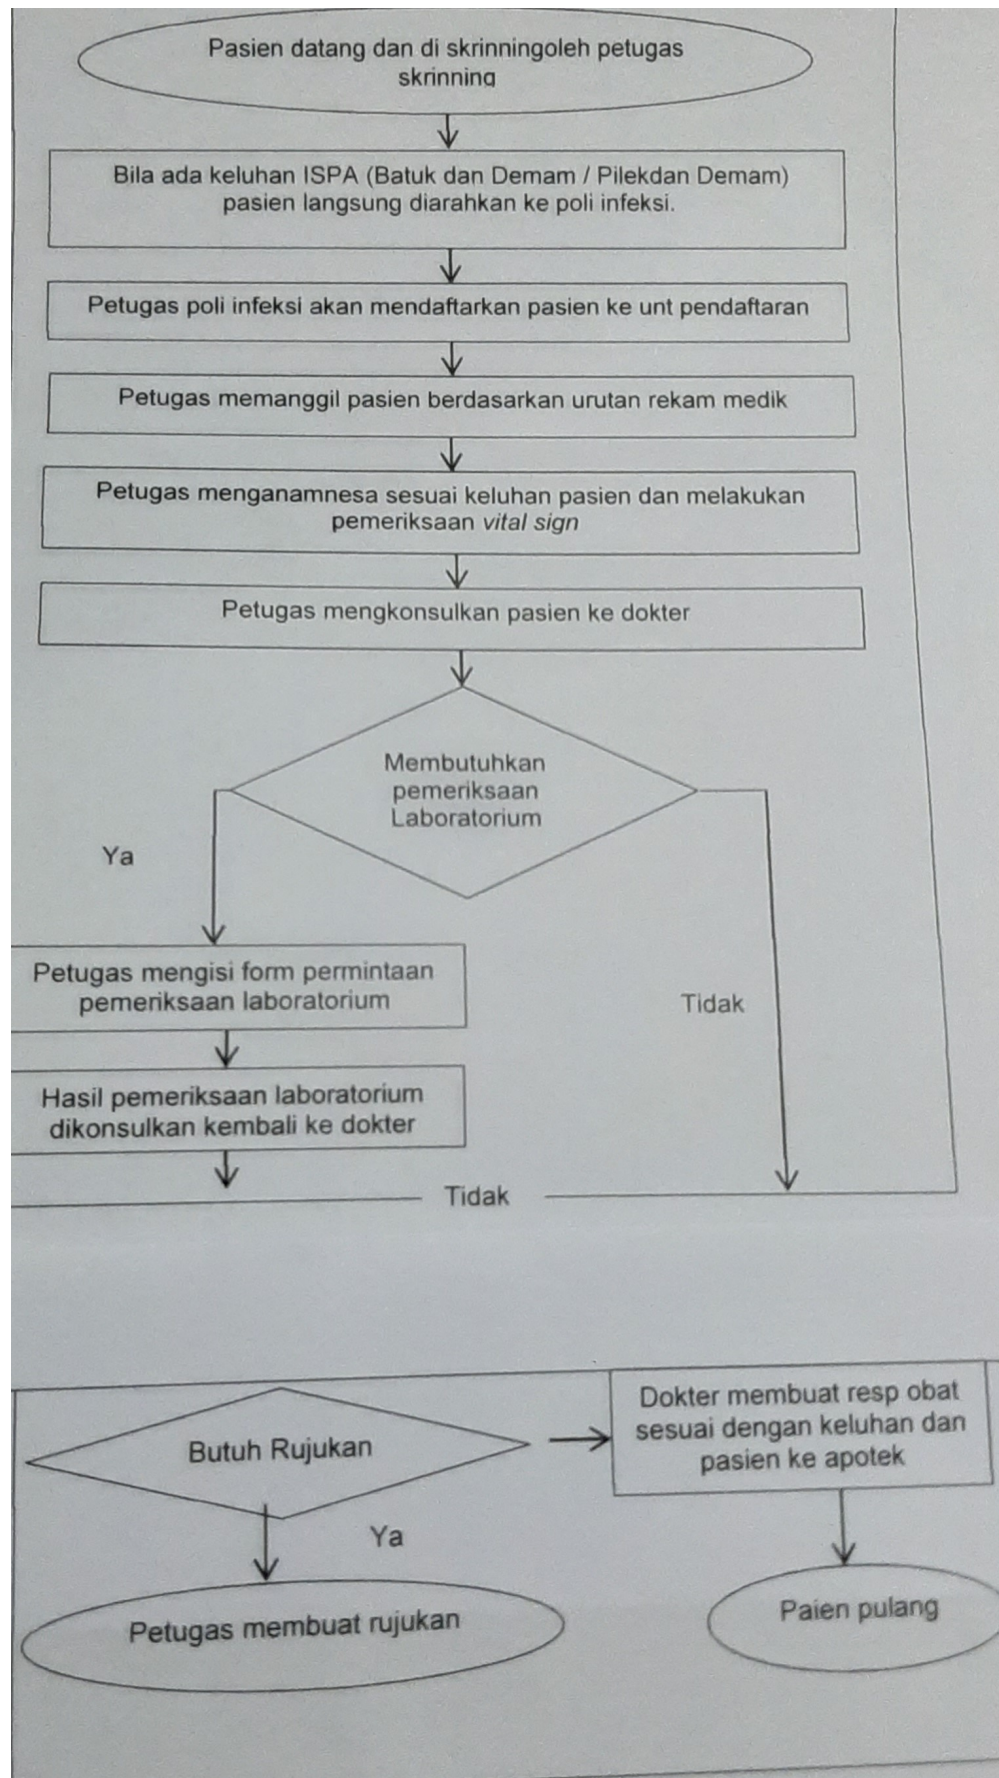 Pasien datang dan di skrinningoleh petugas
skrinning
Bila ada keluhan ISPA (Batuk dan Demam / Pilekdan Demam)
pasien langsung diarahkan ke poli infeksi.
Petugas poli infeksi akan mendaftarkan pasien ke unt pendaftaran
Petugas memanggil pasien berdasarkan urutan rekam medik
Petugas menganamnesa sesuai keluhan pasien dan melakukan
pemeriksaan vital sign
Petugas mengkonsulkan pasien ke dokter
Membutuhkan
pemeriksaan
Laboratorium
Ya
Petugas mengisi form permintaan
pemeriksaan laboratorium
Tidak
Hasil pemeriksaan laboratorium
dikonsulkan kembali ke dokter
Tidak
Butuh Rujukan
Dokter membuat resp obat
sesuai dengan keluhan dan
pasien ke apotek
Ya
Petugas membuat rujukan
Paien pulang